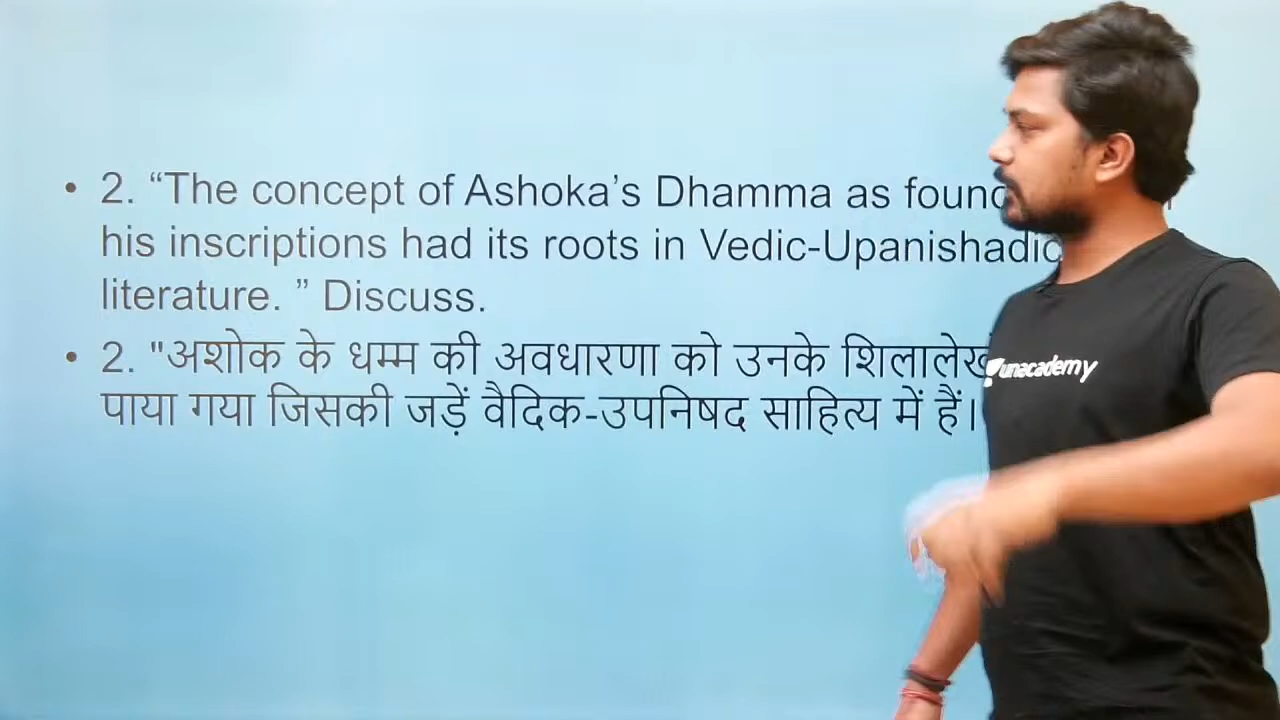 • 2. “The concept of Ashoka’s Dhamma as found
his inscriptions had its roots in Vedic-Upanishadic
literature. ” Discuss.
• 2. "अशोक के धम्म की अवधारणा को उनके
पाया गया जिसकी जड़ें वैदिक-उपनिषद साहित्य में हैं।
unacademy